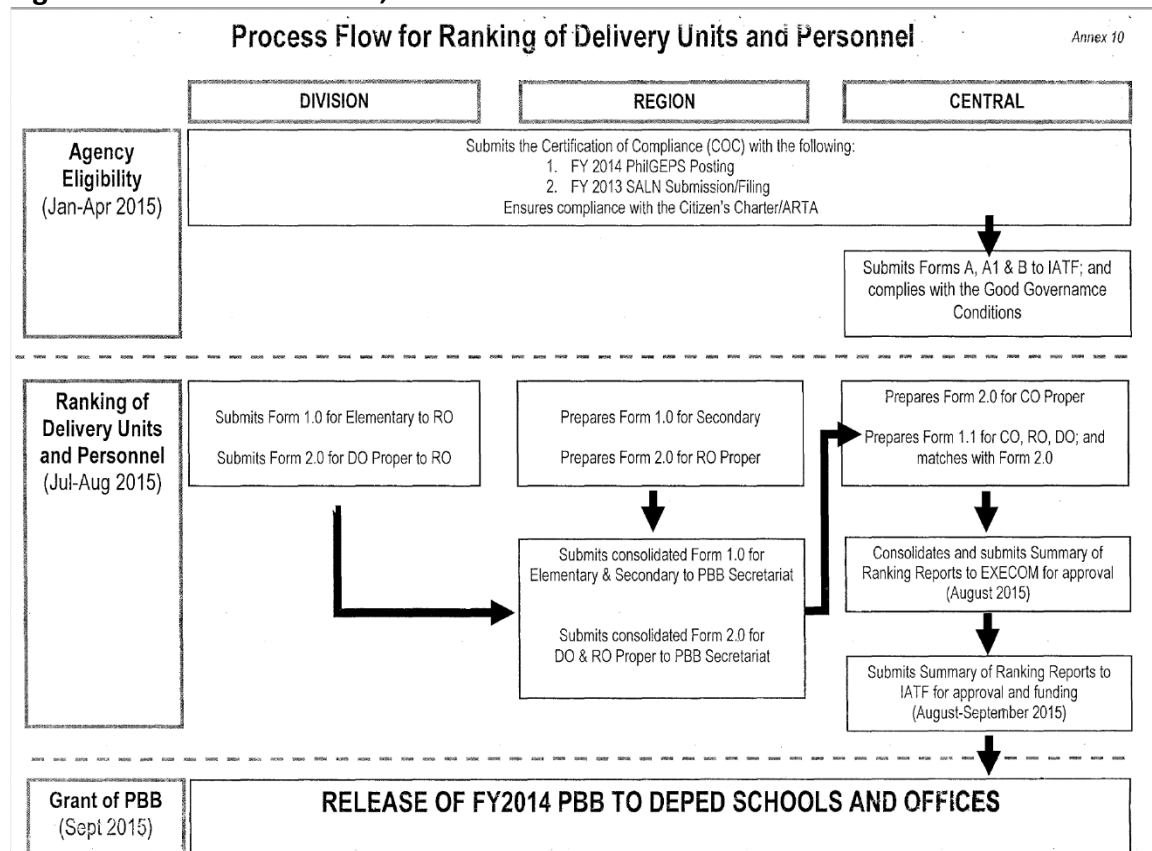 Process Flow for Ranking of Delivery Units and Personnel
Annex 10
DIVISION
REGION
CENTRAL
Agency
Eligibility
(Jan-Apr 2015)
Submits the Certification of Compliance (COC) with the following:
1. FY 2014 PhilGEPS Posting
2. FY 2013 SALN Submission/Filing
Ensures compliance with the Citizen's Charter/ARTA
Submits Forms A, A1 & B to IATF; and
complies with the Good Governamce
Conditions
Ranking of
Delivery Units
and Personnel
(Jul-Aug 2015)
Submits Form 1.0 for Elementary to RO
Submits Form 2.0 for DO Proper to RO
Prepares Form 1.0 for Secondary
Prepares Form 2.0 for RO Proper
Submits consolidated Form 1.0 for
Elementary & Secondary to PBB Secretariat
Submits consolidated Form 2.0 for
DO & RO Proper to PBB Secretariat
Prepares Form 2.0 for CO Proper
Prepares Form 1.1 for CO, RO, DO; and
matches with Form 2.0
Consolidates and submits Summary of
Ranking Reports to EXECOM for approval
(August 2015)
Submits Summary of Ranking Reports to
IATF for approval and funding
(August-September 2015)
Grant of PBB
(Sept 2015)
RELEASE OF FY2014 PBB TO DEPED SCHOOLS AND OFFICES